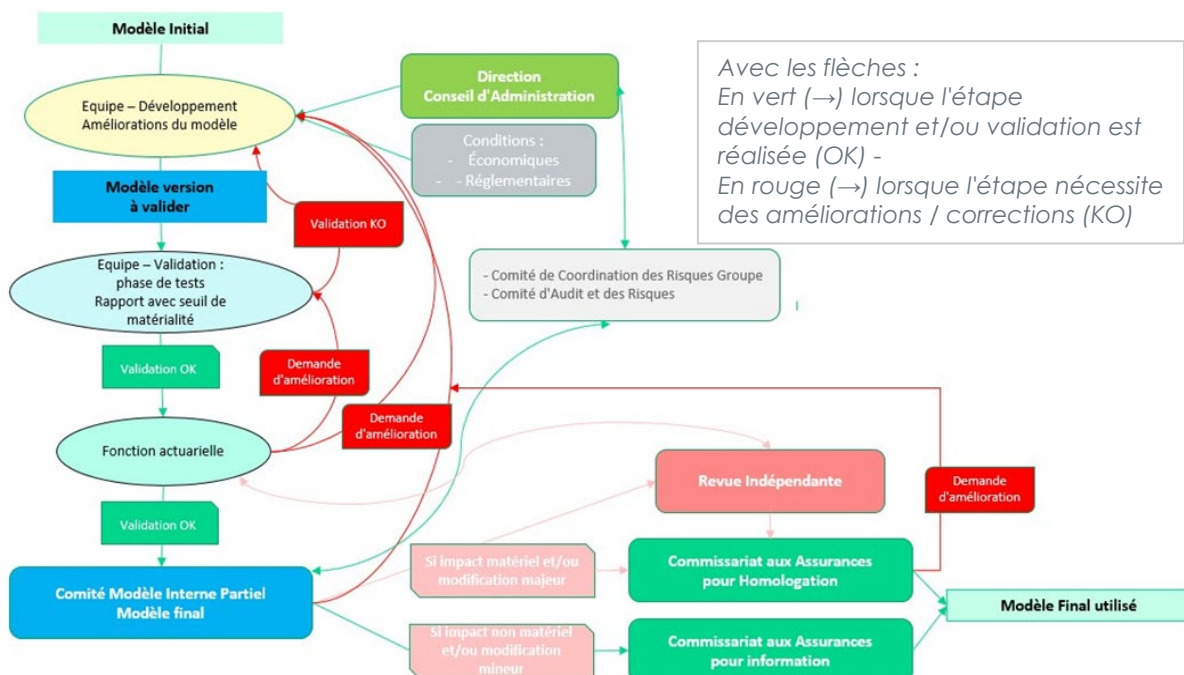 Modèle Initial
Equipe – Développement
Améliorations du modèle
Direction
Conseil d'Administration
Conditions :
- Économiques
- - Réglementaires
Avec les flèches :
En vert (→) lorsque l'étape
développement et/ou validation est
réalisée (OK) -
En rouge (→) lorsque l'étape nécessite
des améliorations / corrections (KO)
Modèle version
à valider
Validation KO
Equipe – Validation :
phase de tests
Rapport avec seuil de
matérialité
- Comité de Coordination des Risques Groupe
- Comité d'Audit et des Risques
Validation OK
Demande
d'amélioration
Demande
d'amélioration
Fonction actuarielle
Revue Indépendante
Demande
d'amélioration
Validation OK
Si impact matériel et/ou
modification majeur
Commissariat aux Assurances
pour Homologation
Comité Modèle Interne Partiel
Modèle final
Modèle Final utilisé
Si impact non matériel
et/ou modification
mineur
Commissariat aux Assurances
pour information